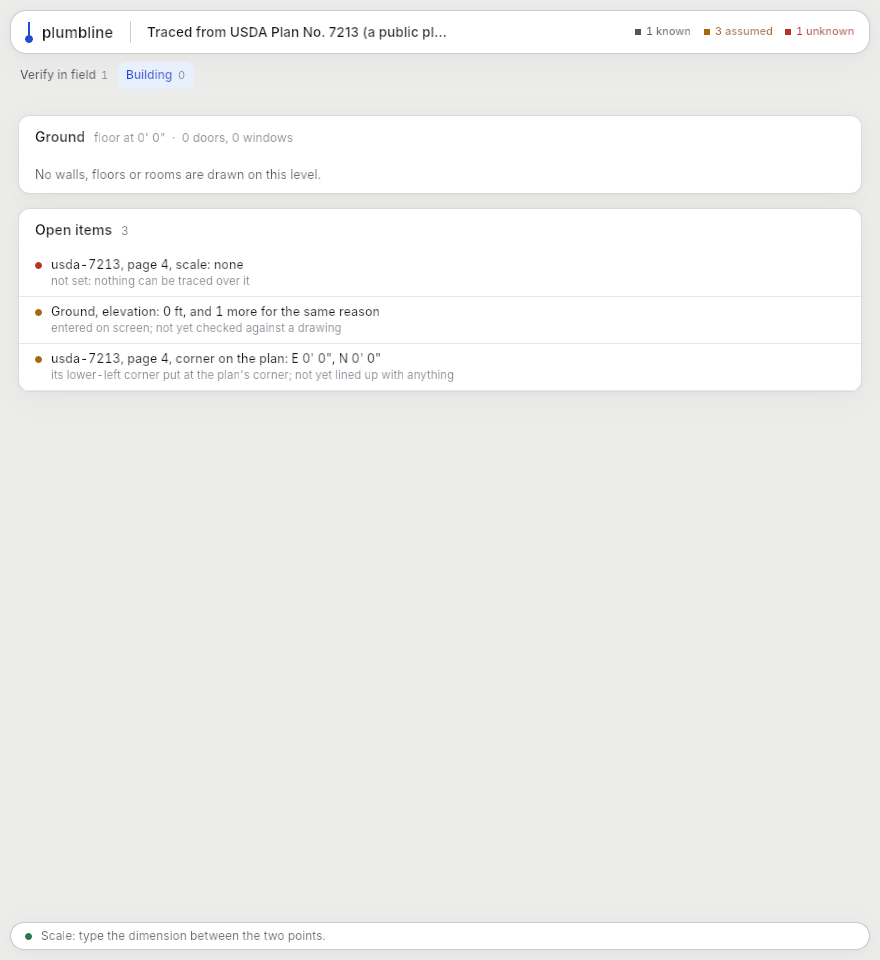 plumbline
Traced from USDA Plan No. 7213 (a public pl...
1 known 3 assumed 1 unknown
Verify in field 1 Building 0
Ground floor at 0' 0" · 0 doors, 0 windows
No walls, floors or rooms are drawn on this level.
Open items 3
usda-7213, page 4, scale: none
not set: nothing can be traced over it
Ground, elevation: 0 ft, and 1 more for the same reason
entered on screen; not yet checked against a drawing
usda-7213, page 4, corner on the plan: E 0' 0", N 0' 0"
its lower-left corner put at the plan's corner; not yet lined up with anything
Scale: type the dimension between the two points.